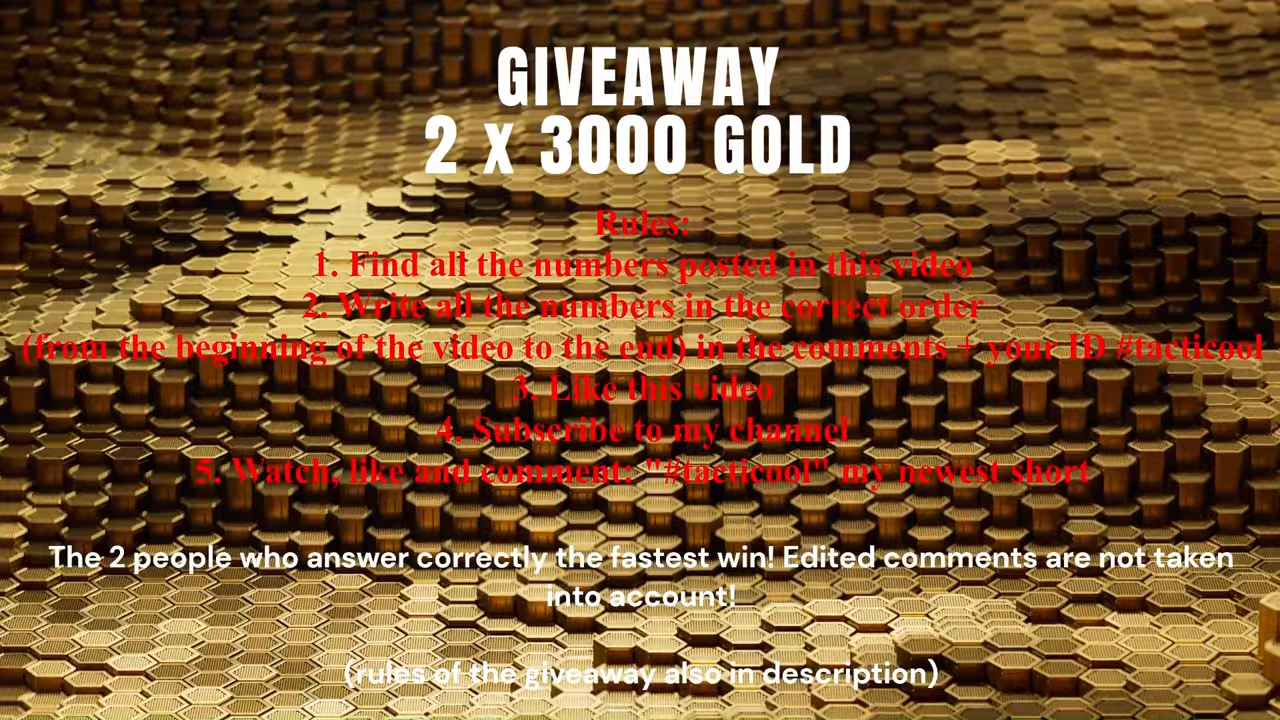 GIVEAWAY
2 x 3000 GOLD
Rules:
1. Find all the numbers posted in this video
2. Write all the numbers in the correct order
(from the beginning of the video to the end) in the comments + your ID #tacticool
3. Like this video
4. Subscribe to my channel
5. Watch, like and comment: "#tacticool" my newest short
The 2 people who answer correctly the fastest win! Edited comments are not taken
into account!
(rules of the giveaway also in description)